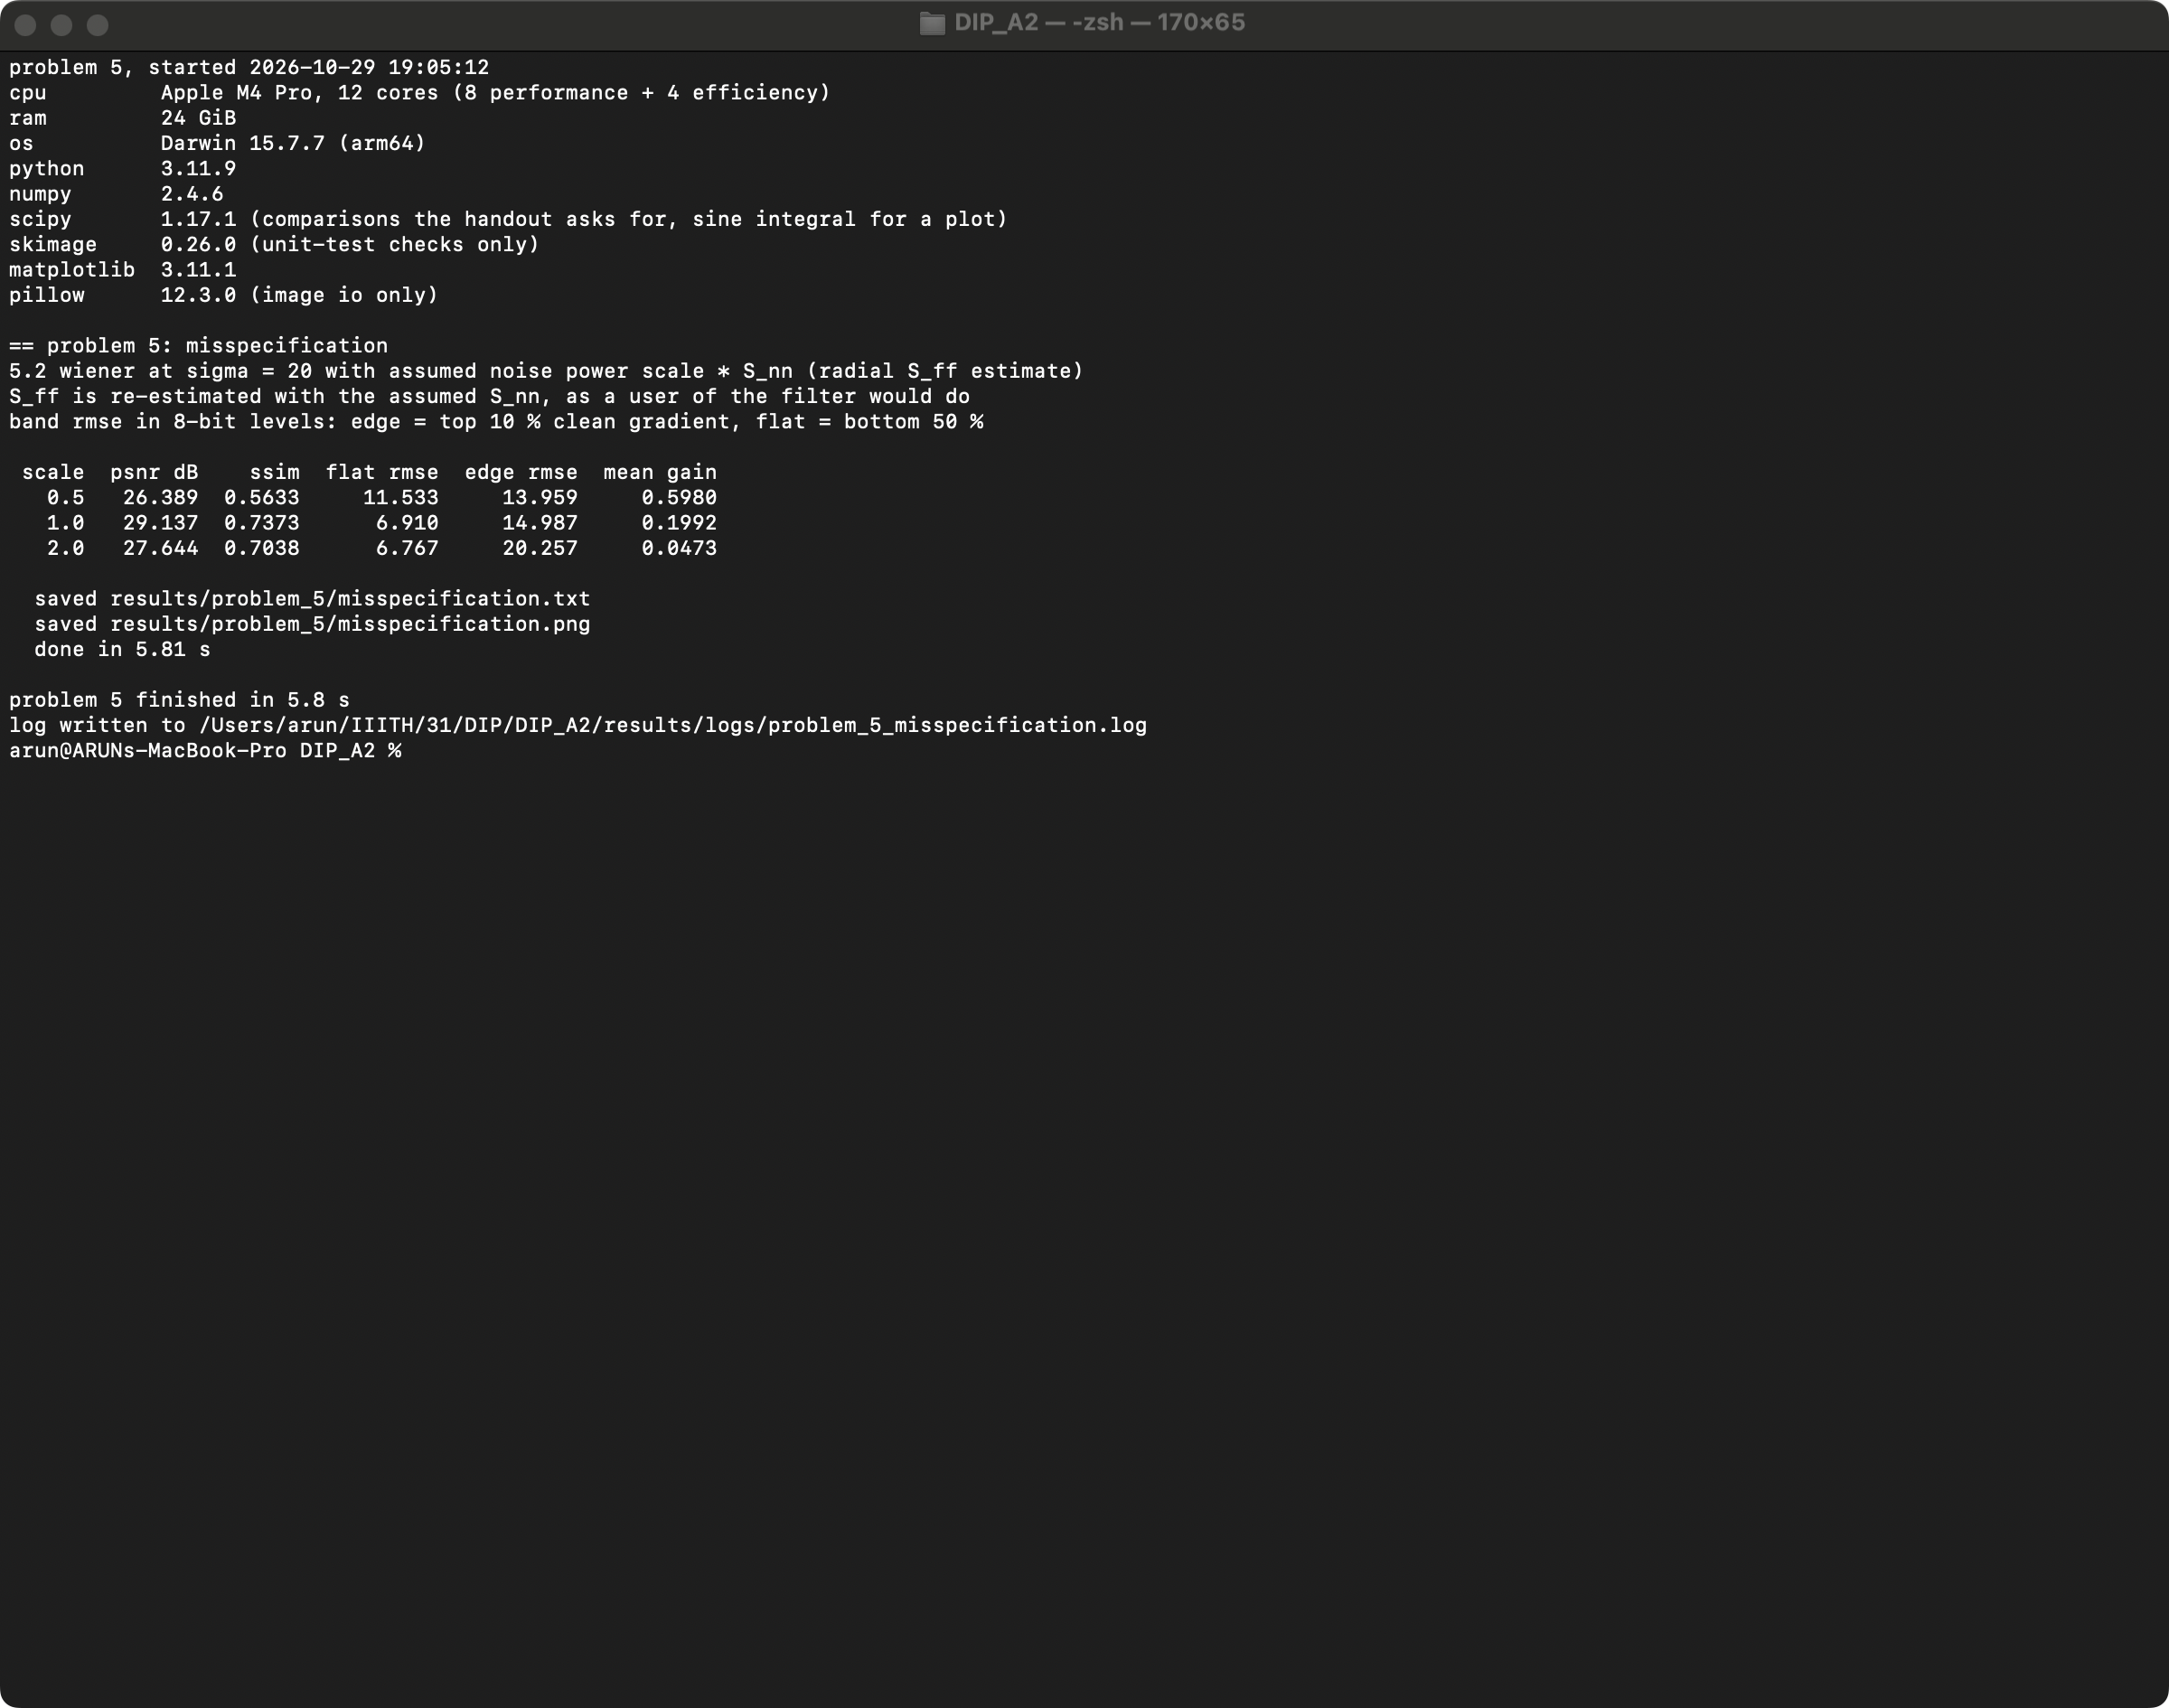 DIP_A2 — -zsh — 170×65
problem 5, started 2026-10-29 19:05:12
cpu         Apple M4 Pro, 12 cores (8 performance + 4 efficiency)
ram         24 GiB
os          Darwin 15.7.7 (arm64)
python      3.11.9
numpy       2.4.6
scipy       1.17.1 (comparisons the handout asks for, sine integral for a plot)
skimage     0.26.0 (unit-test checks only)
matplotlib  3.11.1
pillow      12.3.0 (image io only)

== problem 5: misspecification
5.2 wiener at sigma = 20 with assumed noise power scale * S_nn (radial S_ff estimate)
S_ff is re-estimated with the assumed S_nn, as a user of the filter would do
band rmse in 8-bit levels: edge = top 10 % clean gradient, flat = bottom 50 %

 scale  psnr dB    ssim  flat rmse  edge rmse  mean gain
   0.5   26.389  0.5633     11.533     13.959     0.5980
   1.0   29.137  0.7373      6.910     14.987     0.1992
   2.0   27.644  0.7038      6.767     20.257     0.0473

  saved results/problem_5/misspecification.txt
  saved results/problem_5/misspecification.png
  done in 5.81 s

problem 5 finished in 5.8 s
log written to /Users/arun/IIITH/31/DIP/DIP_A2/results/logs/problem_5_misspecification.log
arun@ARUNs-MacBook-Pro DIP_A2 %